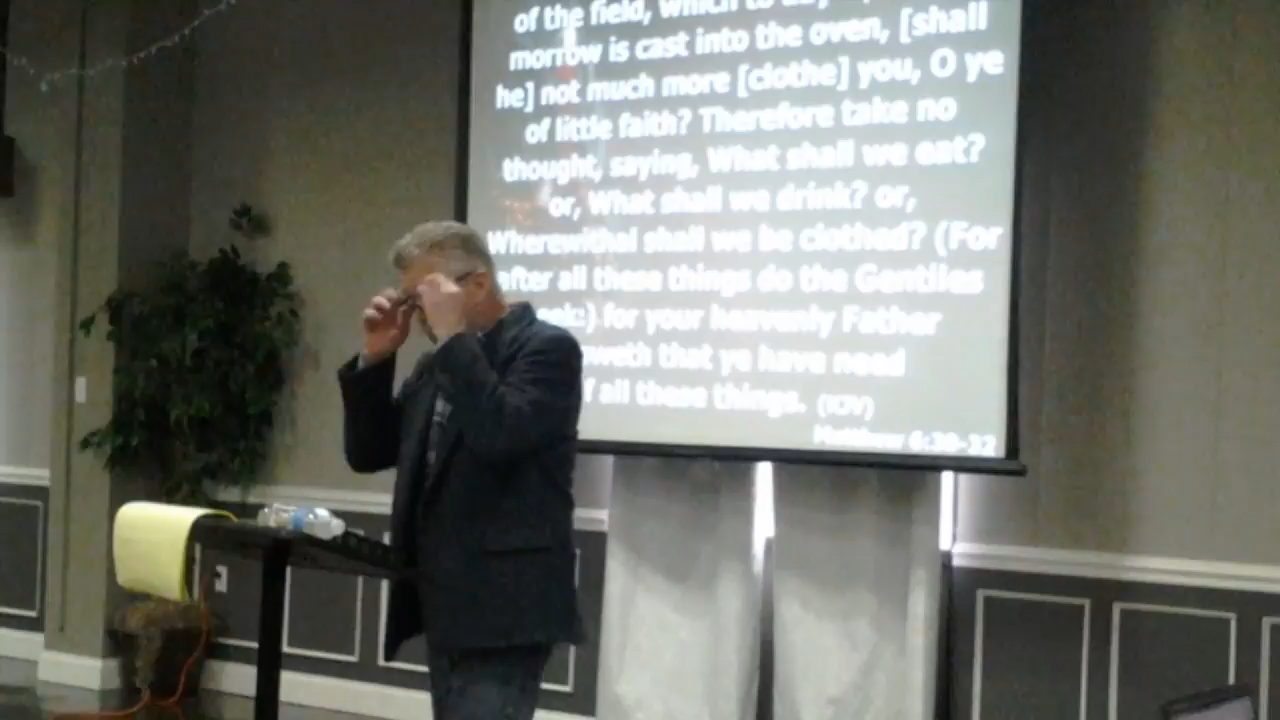 of the field, which to
morrow is cast into the oven, [shall
he] not much more [clothe] you, O ye
of little faith? Therefore take no
thought, saying, What shall we eat?
or, What shall we drink? or,
Wherewithal shall we be clothed? (For
after all these things do the Gentiles
for your heavenly Father
that ye have need
all these things. (KJV)
Matthew 6:30-32